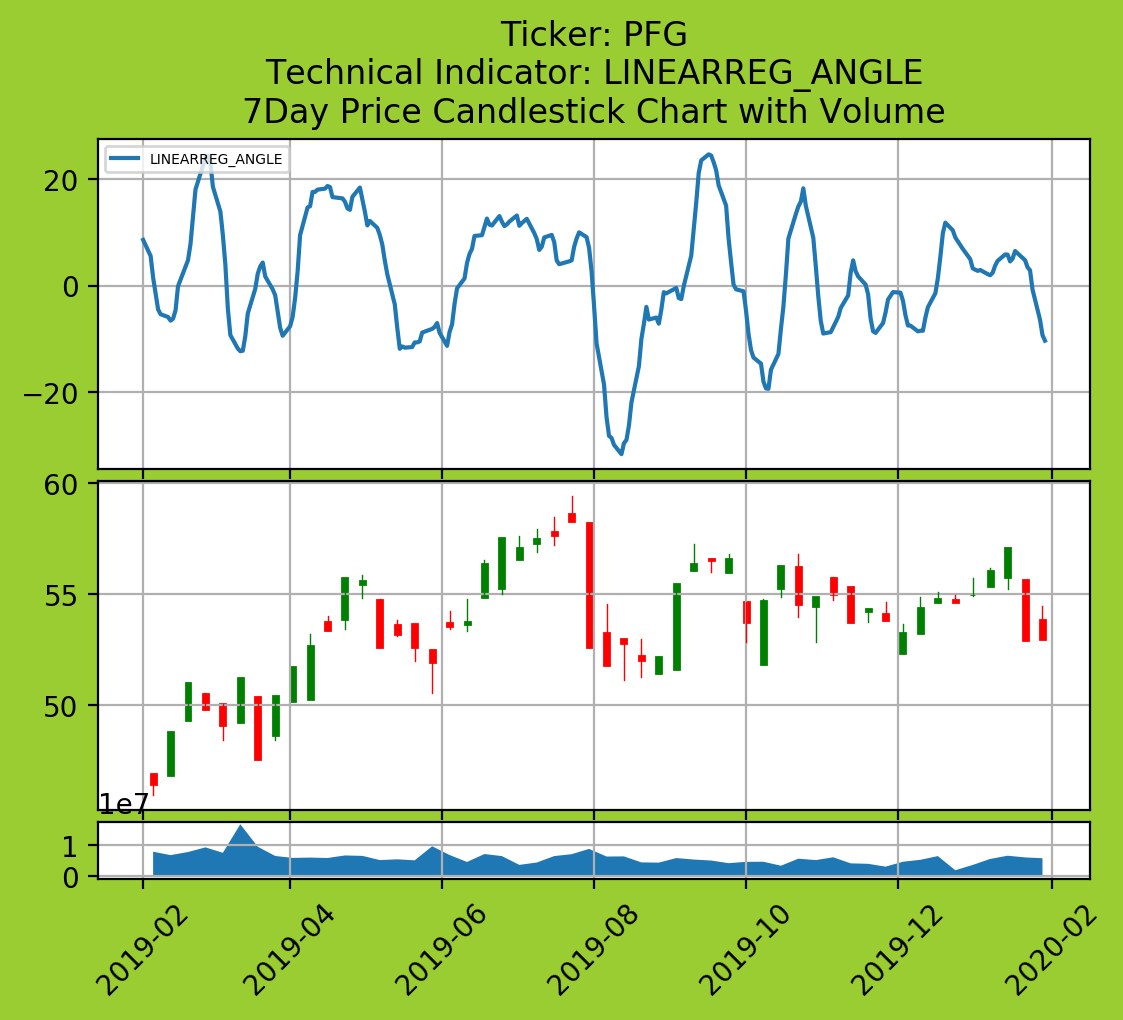 Ticker: PFG
Technical Indicator: LINEARREG_ANGLE
7Day Price Candlestick Chart with Volume
LINEARREG_ANGLE
20
0
−20
60
55
50
1e7
1
0
2019-02 2019-04 2019-06 2019-08 2019-10 2019-12 2020-02